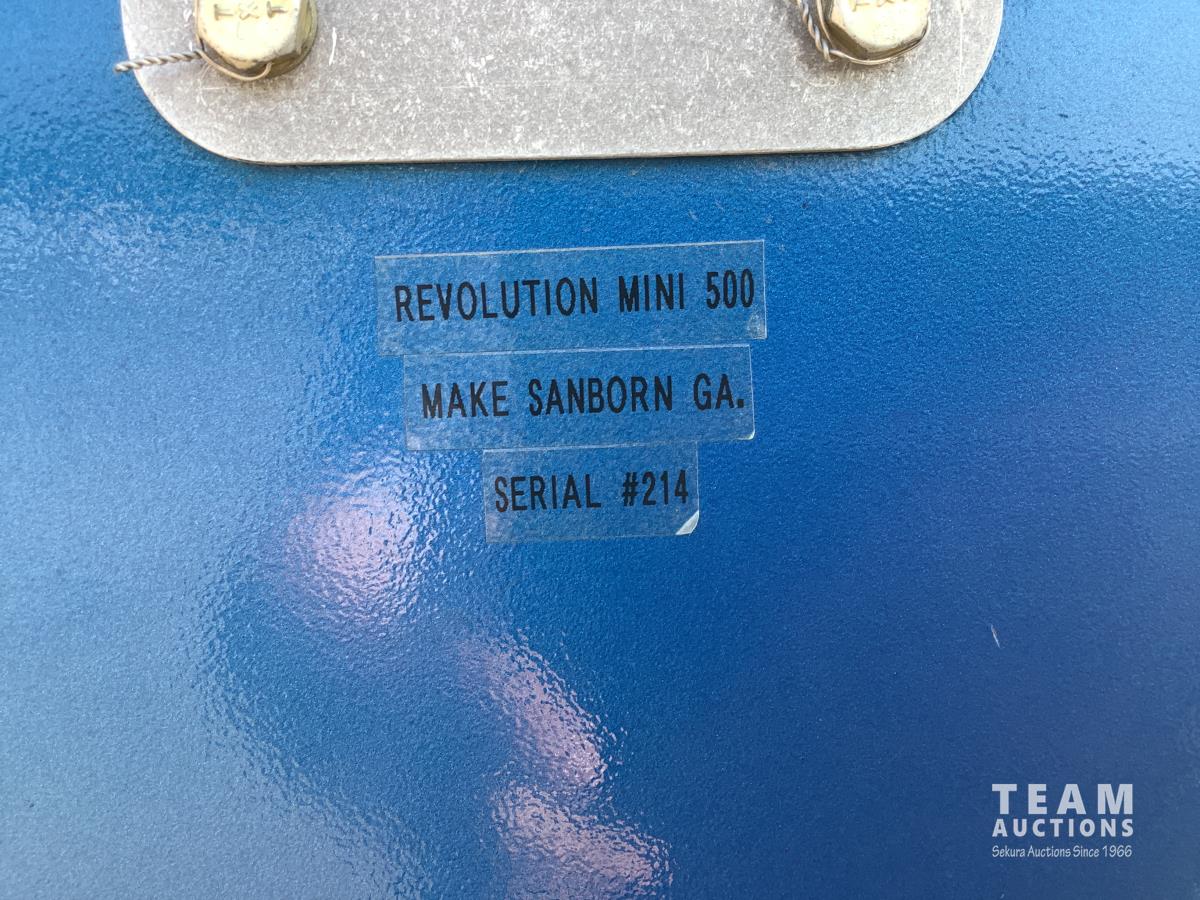 REVOLUTION MINI 500
MAKE SANBORN GA.
SERIAL #214
TEAM
AUCTIONS
Sekura Auctions Since 1966